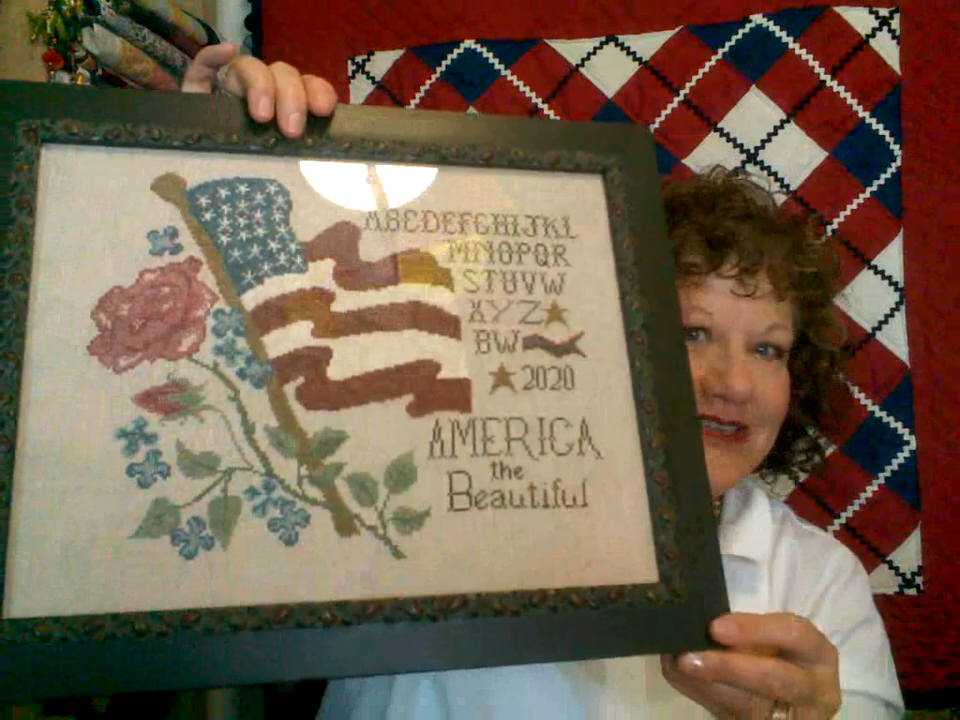 ABCDEFGHIJKL
MNOPQR
STUVW
XYZ
BW
2020
AMERICA
the
Beautiful